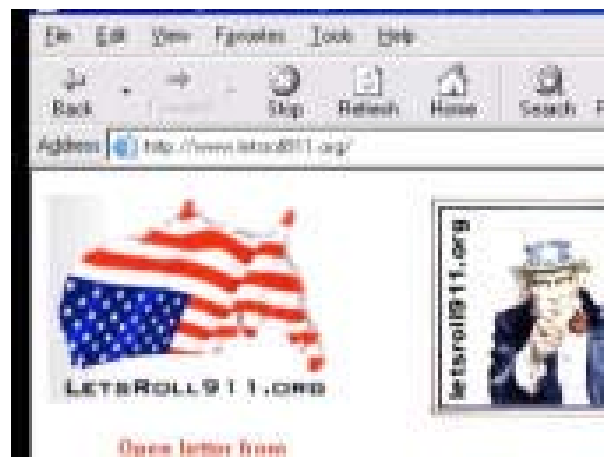 File Edit View Favorites Tools Help
Back Stop Refresh Home Search
Address http://www.letsroll911.org/
LETSROLL911.ORG
letsroll911.org
Open letter from